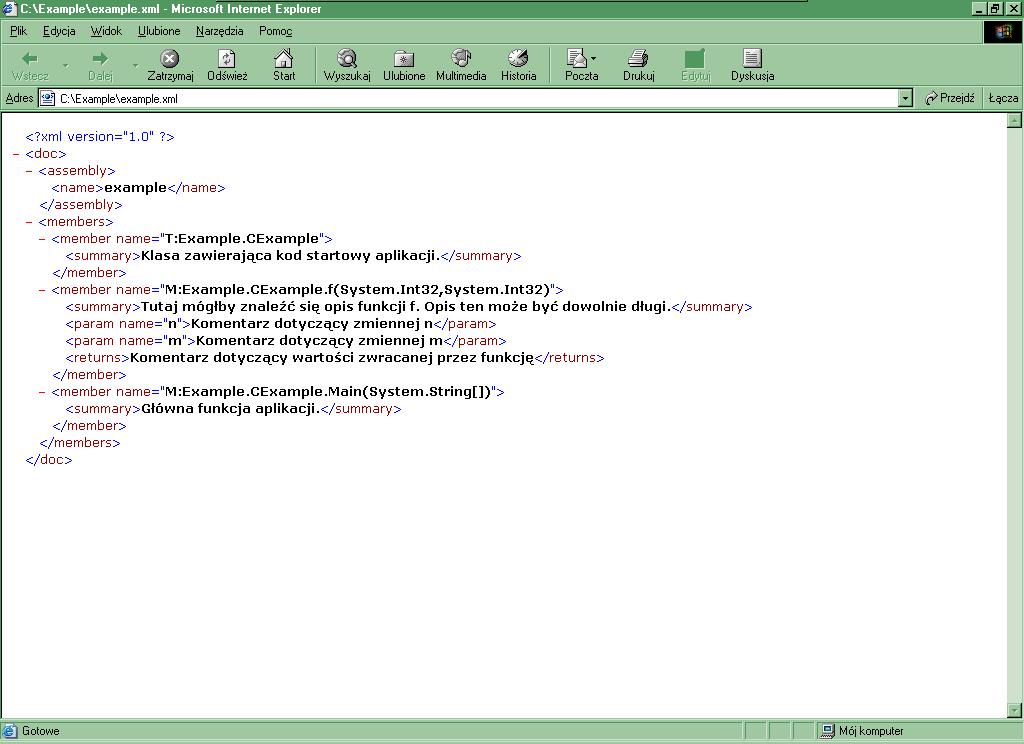 C:\Example\example.xml - Microsoft Internet Explorer
Plik Edycja Widok Ulubione Narzędzia Pomoc
Wstecz Dalej Zatrzymaj Odśwież Start Wyszukaj Ulubione Multimedia Historia Poczta Drukuj Edytuj Dyskusja
Adres C:\Example\example.xml Przejdź Łącza
<?xml version="1.0" ?>
- <doc>
- <assembly>
<name>example</name>
</assembly>
- <members>
- <member name="T:Example.CExample">
<summary>Klasa zawierająca kod startowy aplikacji.</summary>
</member>
- <member name="M:Example.CExample.f(System.Int32,System.Int32)">
<summary>Tutaj mógłby znaleźć się opis funkcji f. Opis ten może być dowolnie długi.</summary>
<param name="n">Komentarz dotyczący zmiennej n</param>
<param name="m">Komentarz dotyczący zmiennej m</param>
<returns>Komentarz dotyczący wartości zwracanej przez funkcję</returns>
</member>
- <member name="M:Example.CExample.Main(System.String[])">
<summary>Główna funkcja aplikacji.</summary>
</member>
</members>
</doc>
Gotowe Mój komputer